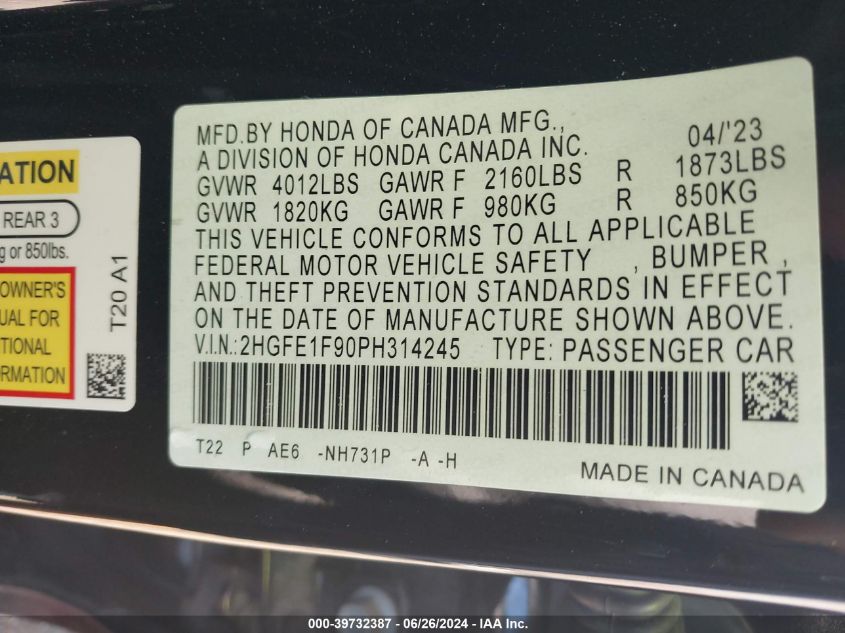 ATION
REAR 3
g or 850lbs.
OWNER'S
UAL FOR
TIONAL
ORMATION
T20 A1
MFD.BY HONDA OF CANADA MFG., 04/'23
A DIVISION OF HONDA CANADA INC.
GVWR 4012LBS GAWR F 2160LBS R 1873LBS
GVWR 1820KG GAWR F 980KG R 850KG
THIS VEHICLE CONFORMS TO ALL APPLICABLE
FEDERAL MOTOR VEHICLE SAFETY , BUMPER ,
AND THEFT PREVENTION STANDARDS IN EFFECT
ON THE DATE OF MANUFACTURE SHOWN ABOVE.
V.I.N.:2HGFE1F90PH314245 TYPE: PASSENGER CAR
T22 P AE6 -NH731P -A -H
MADE IN CANADA
000-39732387 - 06/26/2024 - IAA Inc.